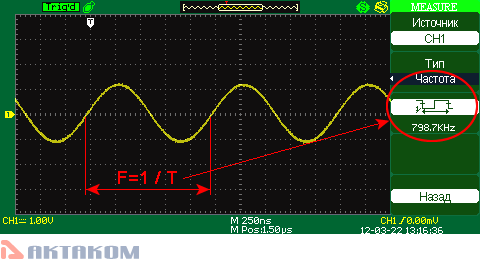 Trig'd
MEASURE
Источник
CH1
Тип
Частота
798.7KHz
Назад
1
F=1 / T
CH1 1.00V
M 250ns
CH1 /0.00mV
M Pos:1.50µs
12-03-22 13:16:36
АКТАКОМ